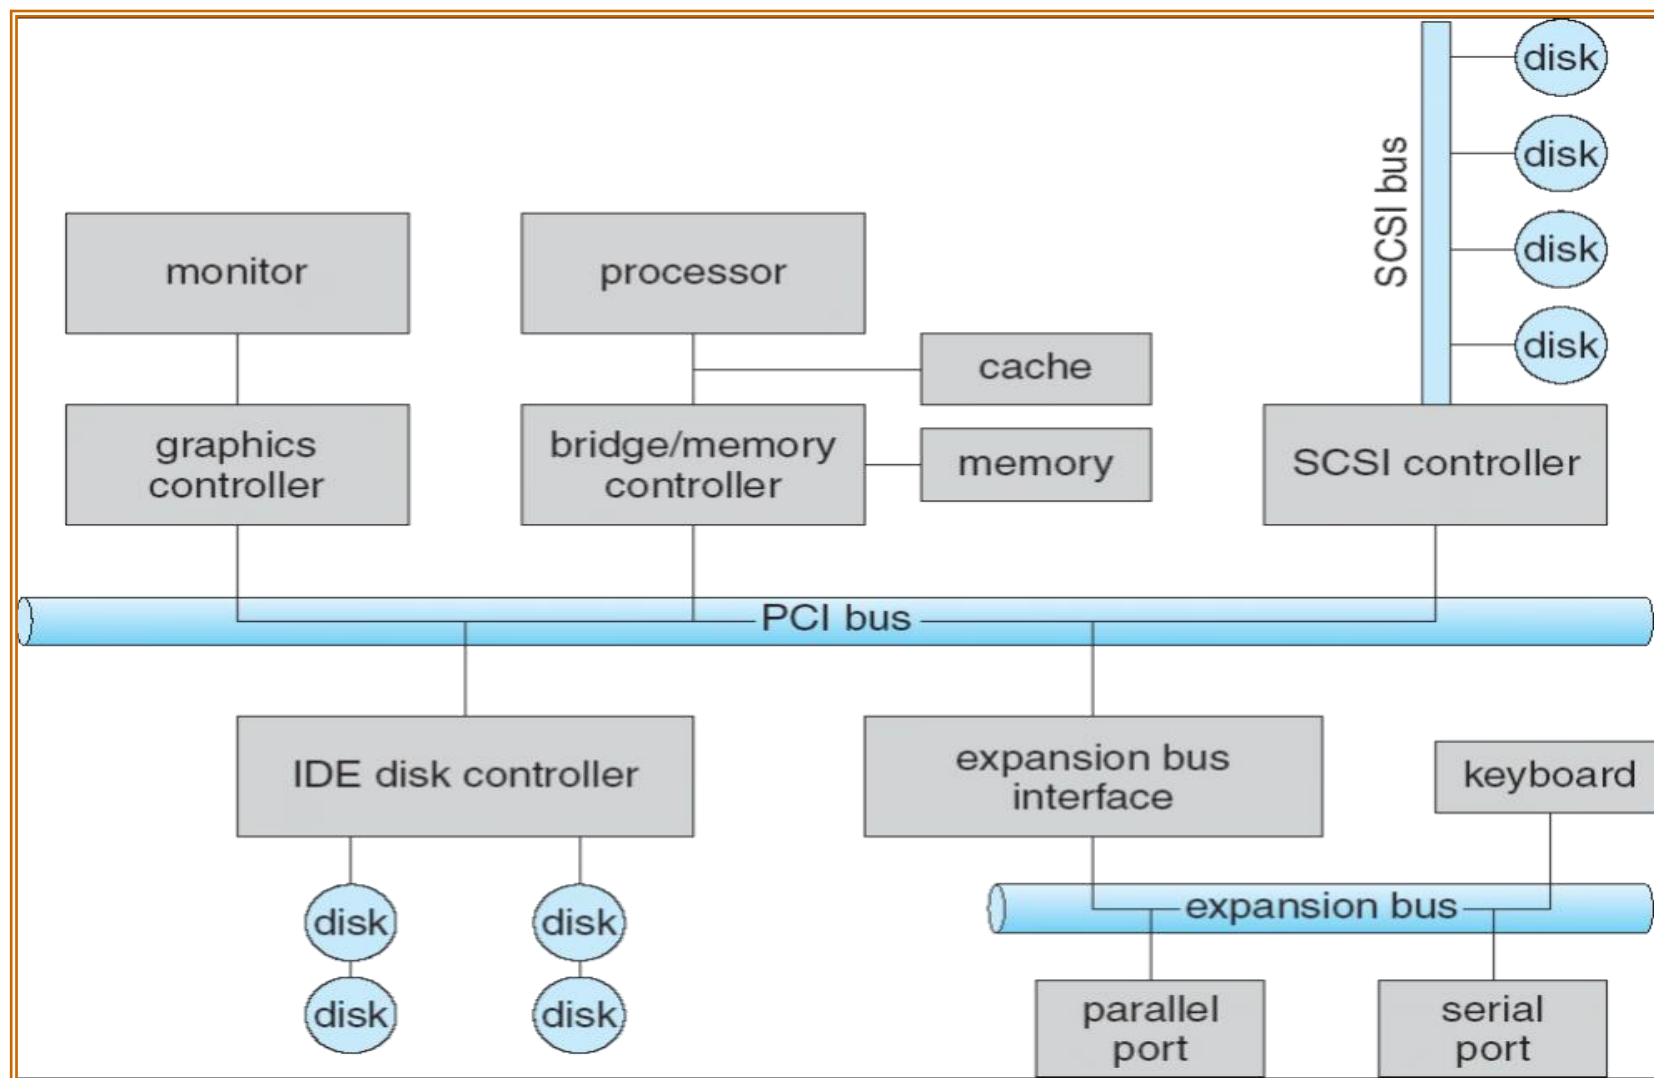 disk
disk
disk
disk
SCSI bus
monitor
processor
cache
graphics
controller
bridge/memory
controller
memory
SCSI controller
PCI bus
IDE disk controller
expansion bus
interface
keyboard
disk
disk
expansion bus
disk
disk
parallel
port
serial
port